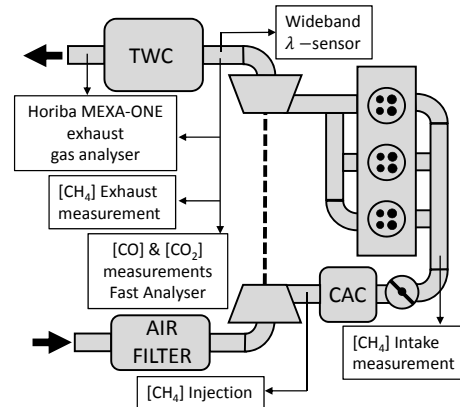 TWC
Wideband
λ −sensor
Horiba MEXA-ONE
exhaust
gas analyser
[CH₄] Exhaust
measurement
[CO] & [CO₂]
measurements
Fast Analyser
CAC
AIR
FILTER
[CH₄] Intake
measurement
[CH₄] Injection